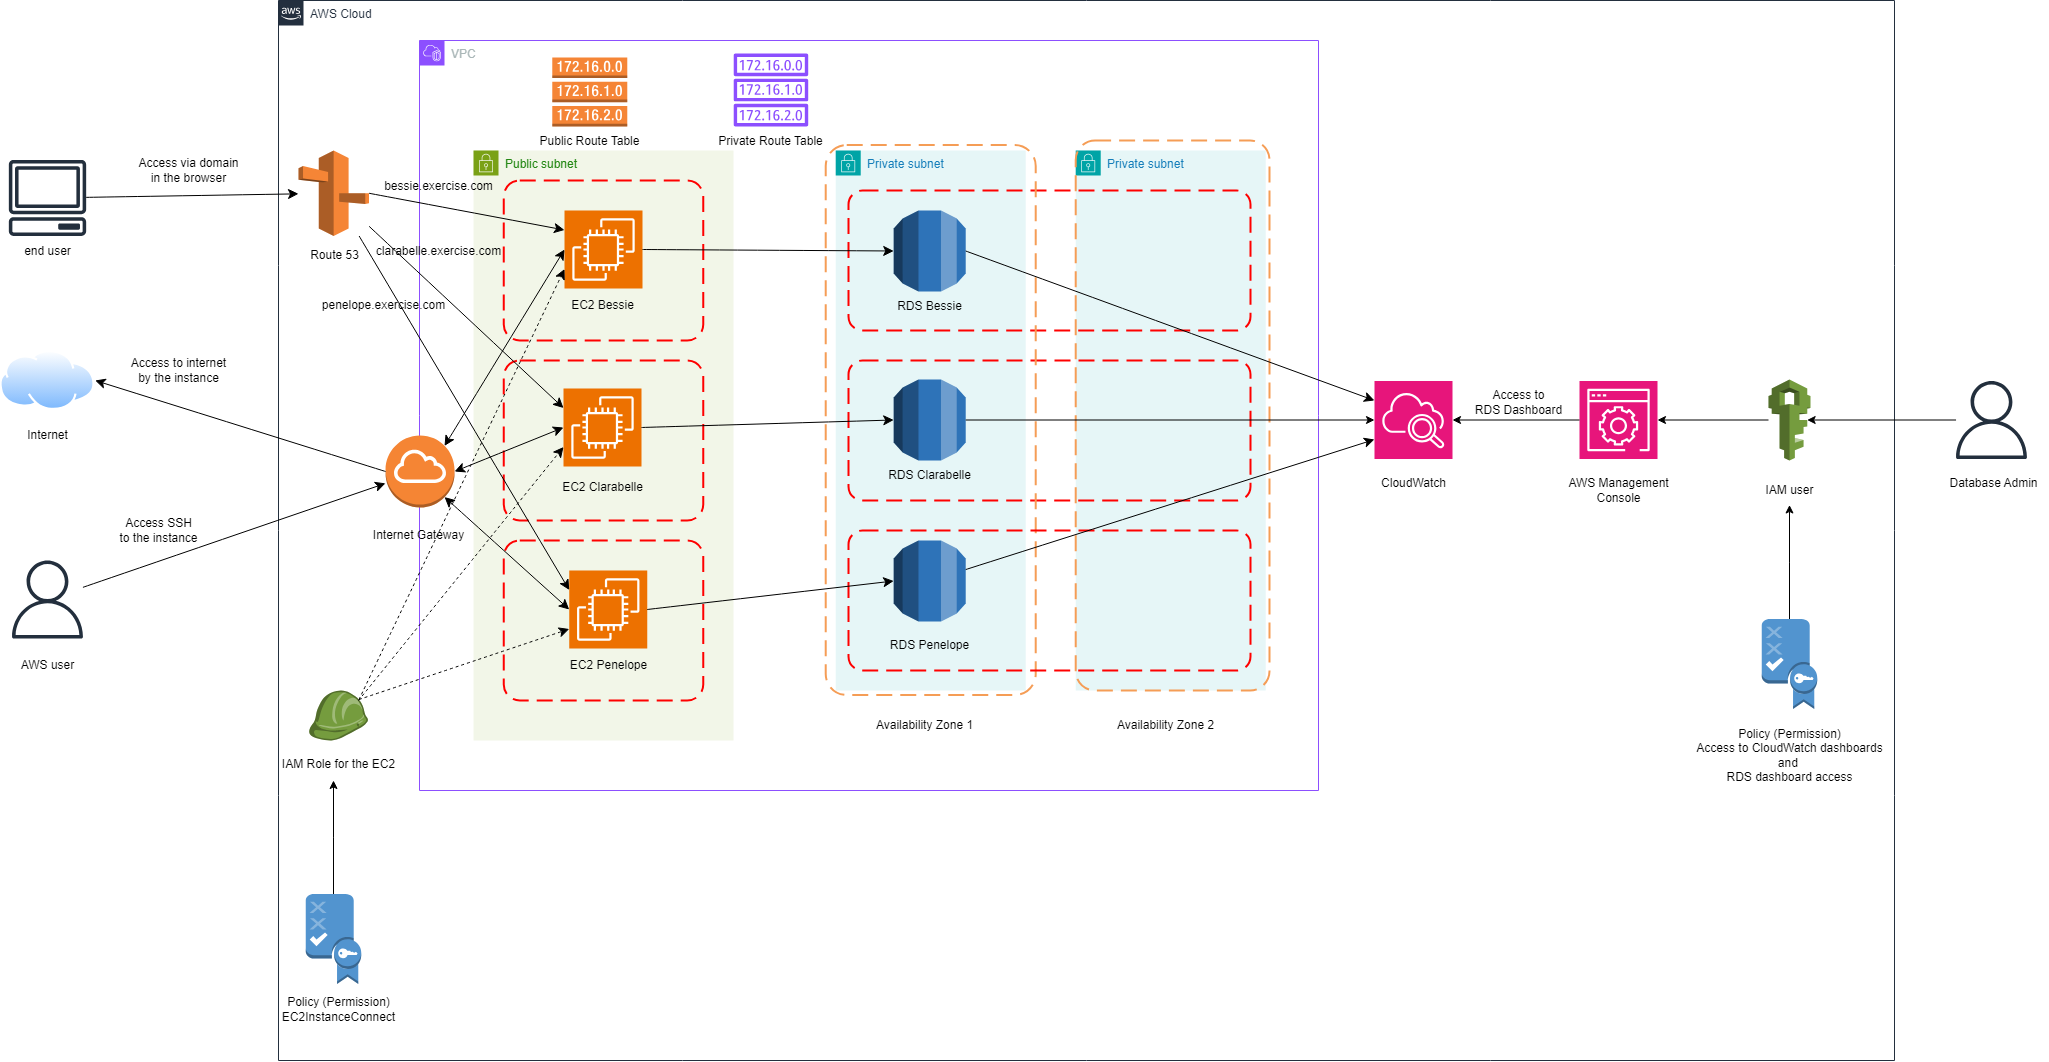 aws
AWS Cloud
VPC
172.16.0.0
172.16.1.0
172.16.2.0
Public Route Table
172.16.0.0
172.16.1.0
172.16.2.0
Private Route Table
Access via domain
in the browser
end user
Route 53
bessie.exercise.com
clarabelle.exercise.com
penelope.exercise.com
Public subnet
Private subnet
Private subnet
EC2 Bessie
RDS Bessie
Access to internet
by the instance
Internet
EC2 Clarabelle
RDS Clarabelle
Internet Gateway
Access SSH
to the instance
AWS user
EC2 Penelope
RDS Penelope
Availability Zone 1
Availability Zone 2
CloudWatch
Access to
RDS Dashboard
AWS Management
Console
IAM user
Database Admin
Policy (Permission)
Access to CloudWatch dashboards
and
RDS dashboard access
IAM Role for the EC2
Policy (Permission)
EC2InstanceConnect